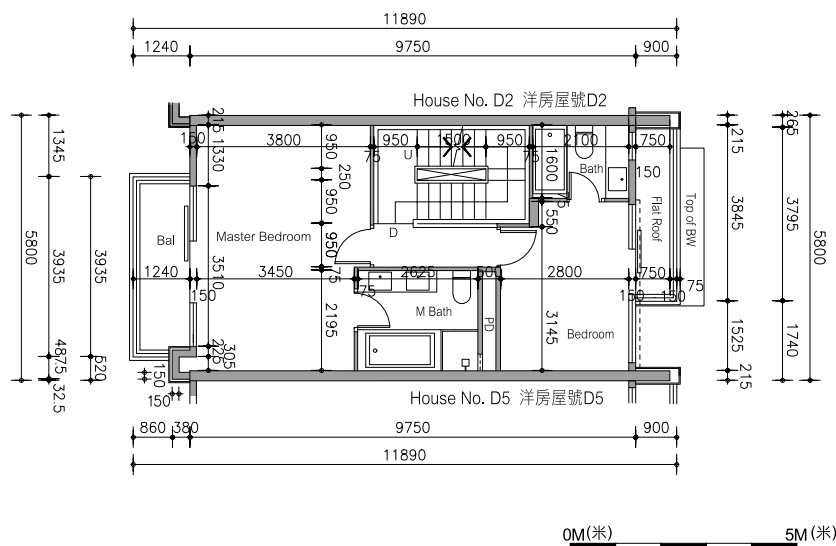 11890
1240 9750 900
House No. D2 洋房屋號D2
215 265
150 3800 950 1500 950 2100 750 215
1345 1330 950 75 U 75 1600 Bath 150
250
5800 3935 3935 950 550 3845 3795 5800
Bal Master Bedroom 950 D Flat Roof Top of BW
1240 3510 3450 75 2625 600 2800 750
150 75 150 150 75
2195 M Bath PD 3145 Bedroom 1525 1740
4875 620 225 305
32.5 150 215
150
House No. D5 洋房屋號D5
860 380 9750 900
11890
0M(米) 5M(米)